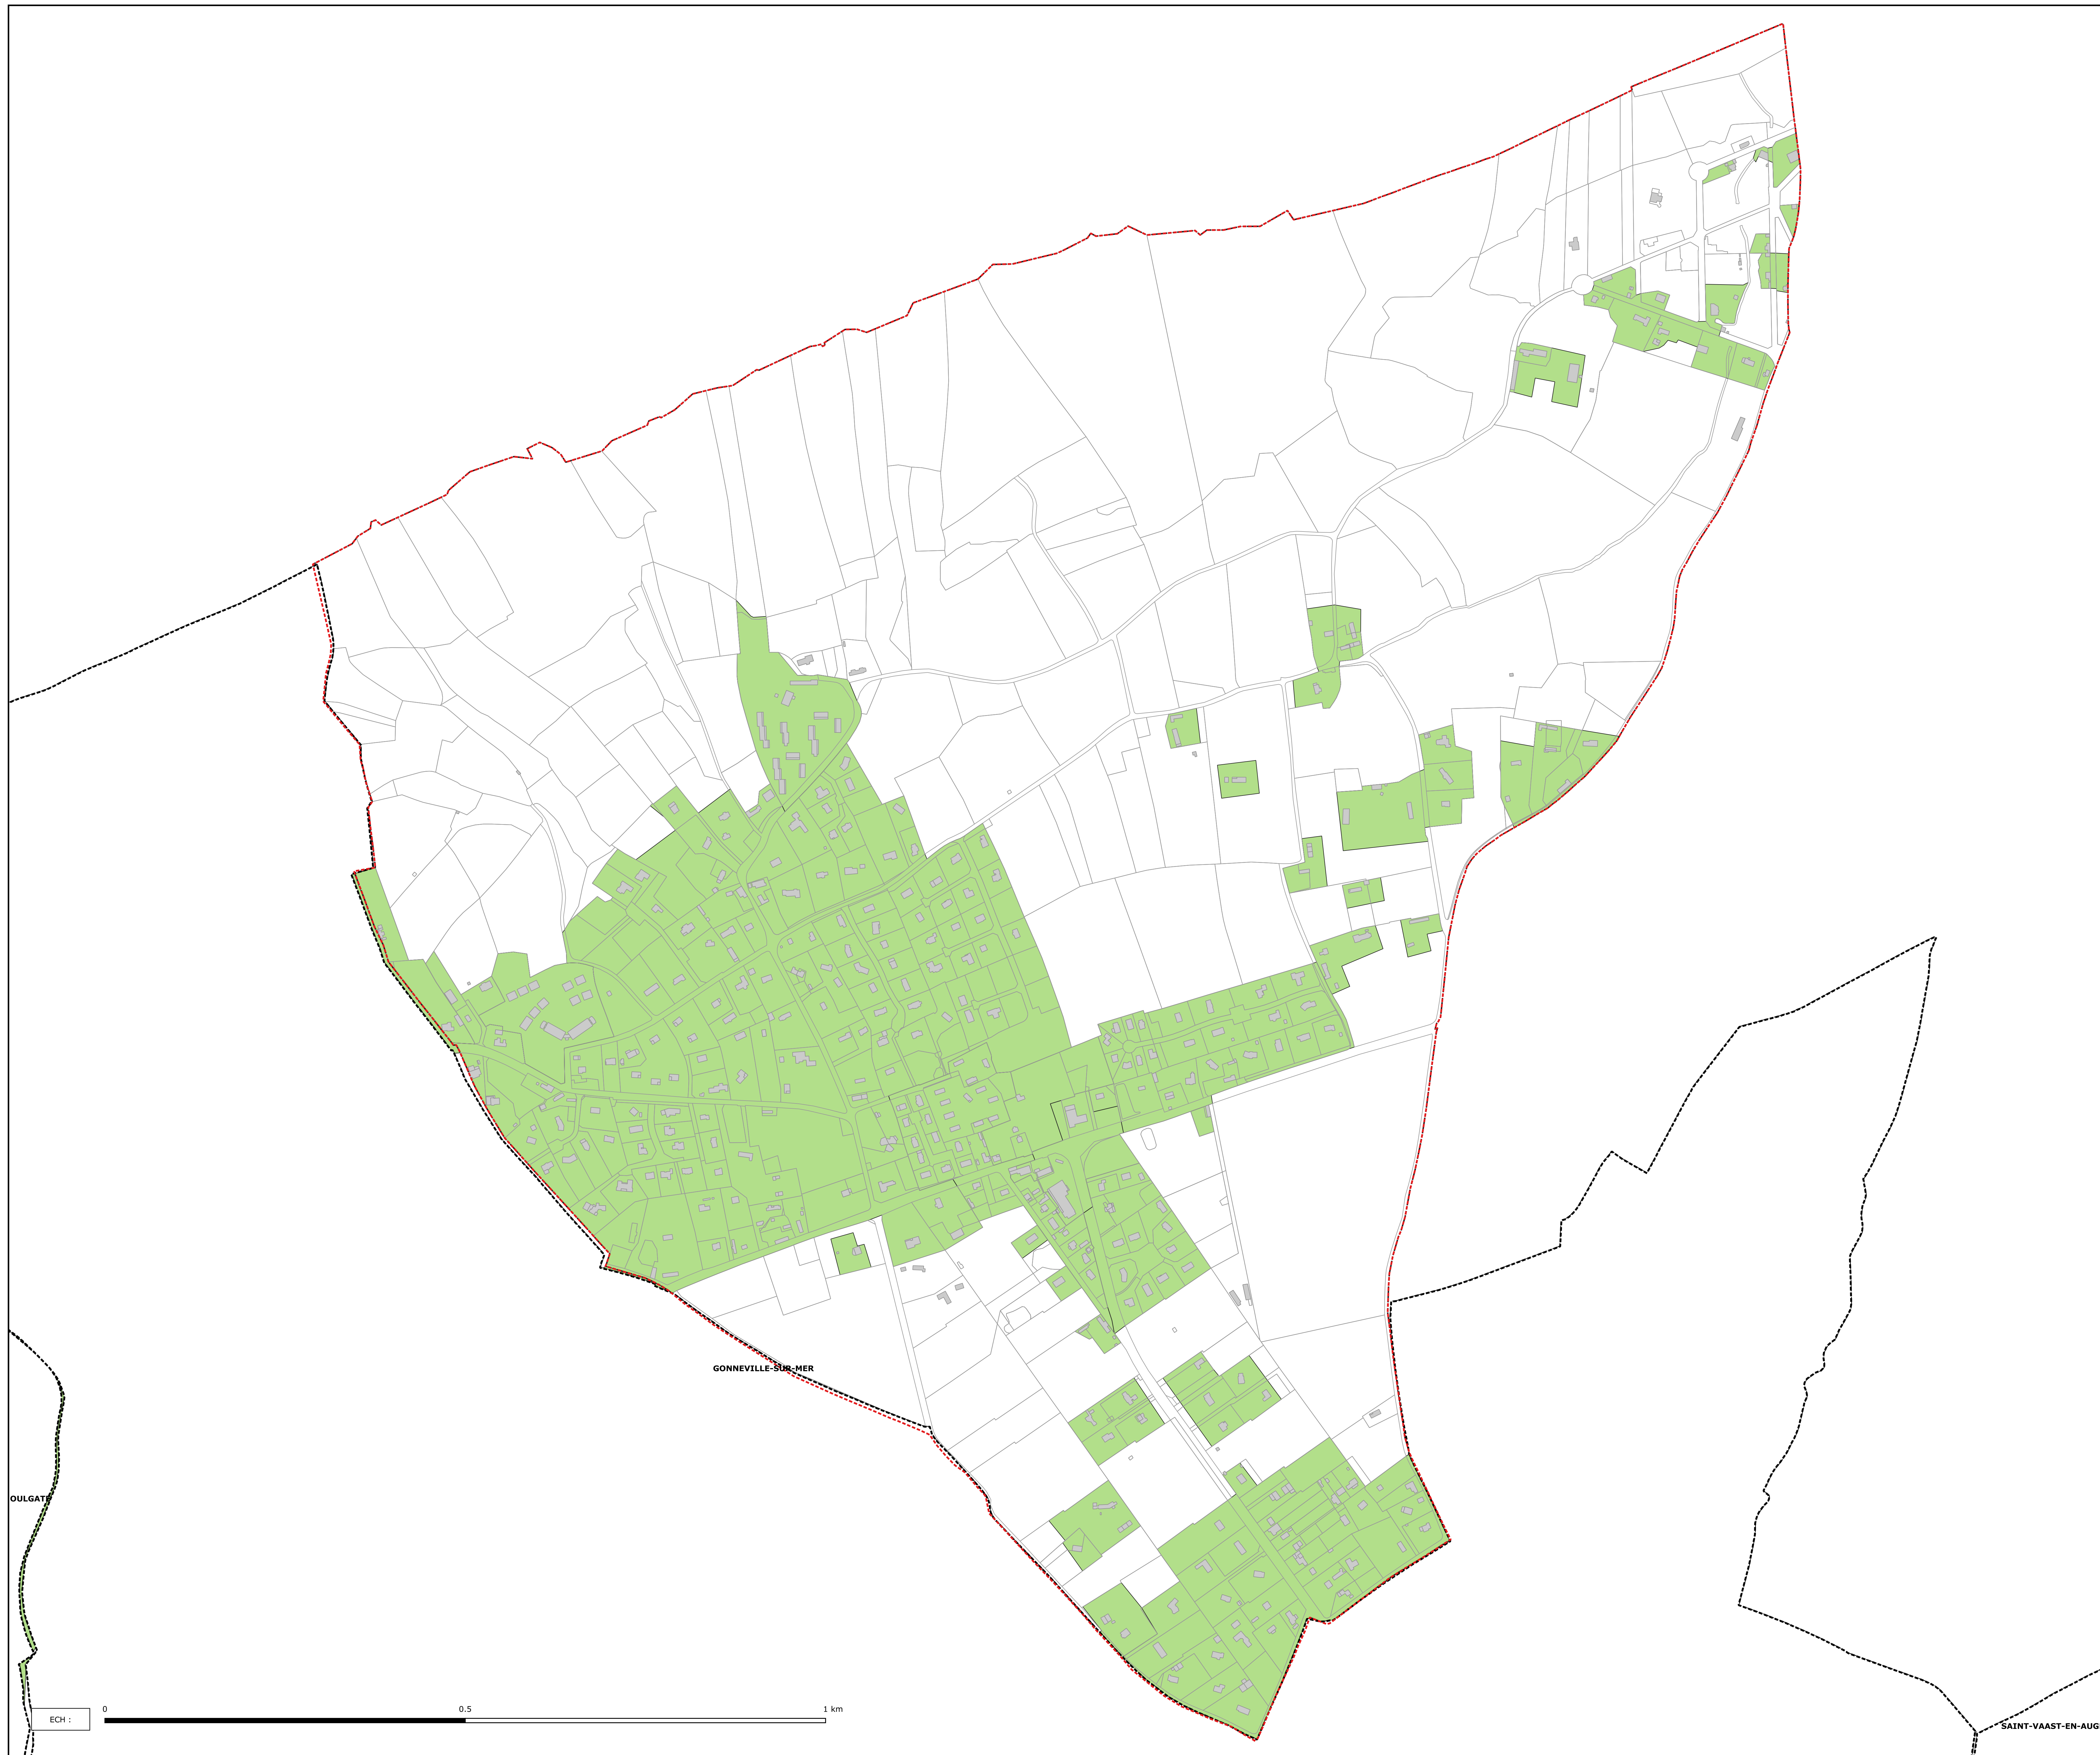 GONNEVILLE-SUR-MER
OULGATE
ECH :
0
0.5
1 km
SAINT-VAAST-EN-AUG